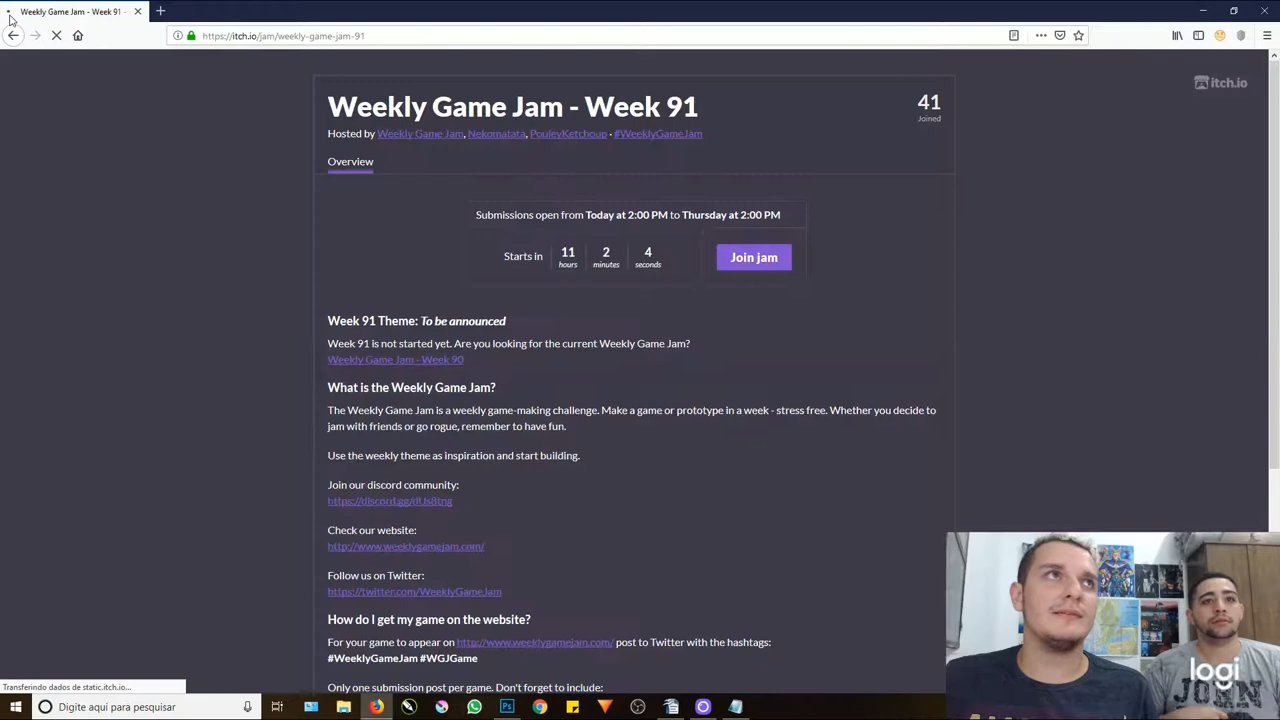 Weekly Game Jam - Week 91 -
https://itch.io/jam/weekly-game-jam-91
itch.io
Weekly Game Jam - Week 91
41
Joined
Hosted by Weekly Game Jam, Nekomatata, PouleyKetchoup · #WeeklyGameJam
Overview
Submissions open from Today at 2:00 PM to Thursday at 2:00 PM
Starts in
11
hours
2
minutes
4
seconds
Join jam
Week 91 Theme: To be announced
Week 91 is not started yet. Are you looking for the current Weekly Game Jam?
Weekly Game Jam - Week 90
What is the Weekly Game Jam?
The Weekly Game Jam is a weekly game-making challenge. Make a game or prototype in a week - stress free. Whether you decide to
jam with friends or go rogue, remember to have fun.
Use the weekly theme as inspiration and start building.
Join our discord community:
https://discord.gg/dUs8tng
Check our website:
http://www.weeklygamejam.com/
Follow us on Twitter:
https://twitter.com/WeeklyGameJam
How do I get my game on the website?
For your game to appear on http://www.weeklygamejam.com/ post to Twitter with the hashtags:
#WeeklyGameJam #WGJGame
Only one submission post per game. Don't forget to include:
Transferindo dados de static.itch.io...
logi
JOHN
Digite aqui para pesquisar